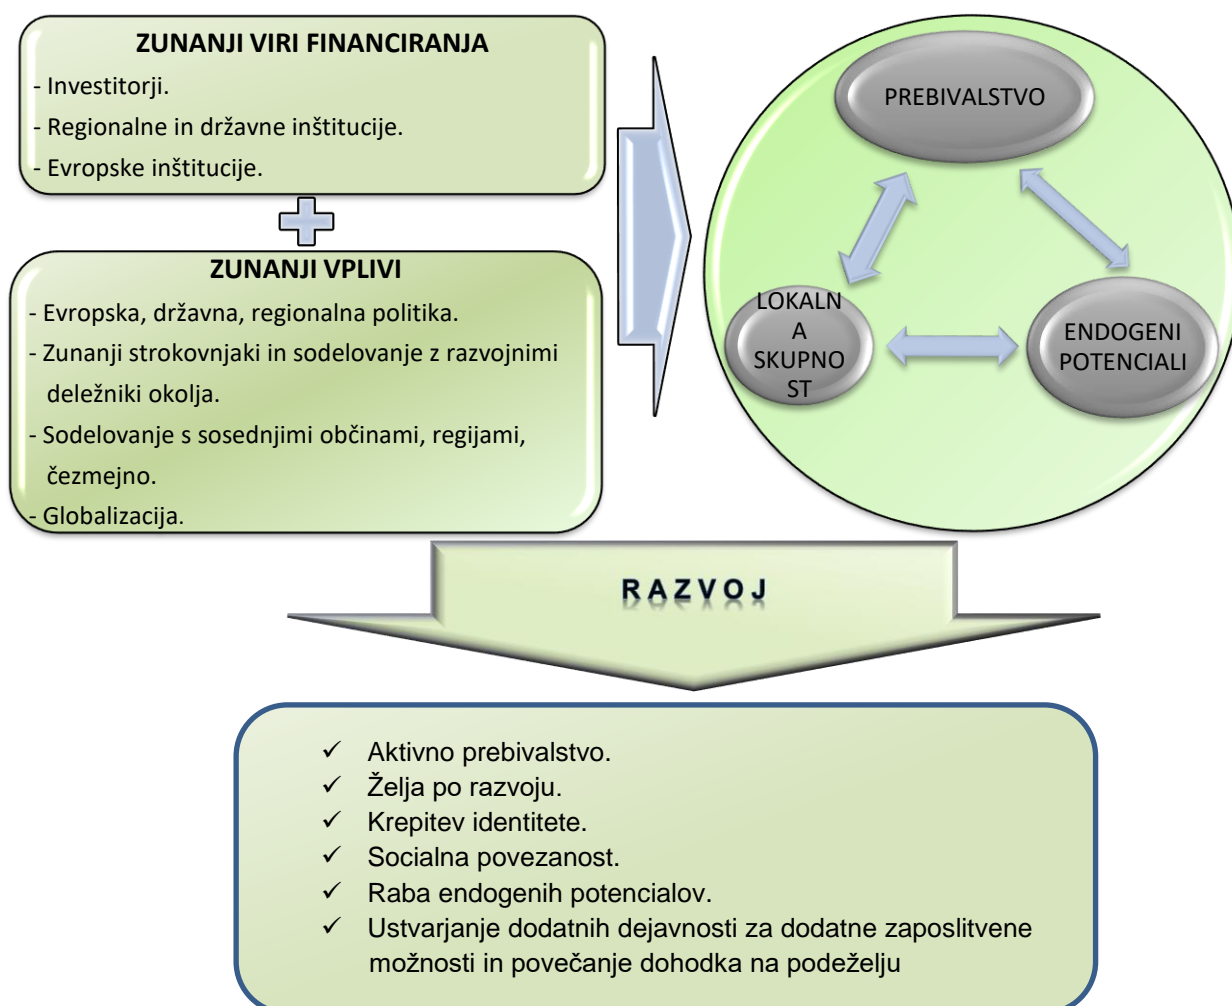 ZUNANJI VIRI FINANCIRANJA
- Investitorji.
- Regionalne in državne inštitucije.
- Evropske inštitucije.
ZUNANJI VPLIVI
- Evropska, državna, regionalna politika.
- Zunanji strokovnjaki in sodelovanje z razvojnimi
deležniki okolja.
- Sodelovanje s sosednjimi občinami, regijami,
čezmejno.
- Globalizacija.
PREBIVALSTVO
LOKALN
A
SKUPNO
ST
ENDOGENI
POTENCIALI
RAZVOJ
✓ Aktivno prebivalstvo.
✓ Želja po razvoju.
✓ Krepitev identitete.
✓ Socialna povezanost.
✓ Raba endogenih potencialov.
✓ Ustvarjanje dodatnih dejavnosti za dodatne zaposlitvene
možnosti in povečanje dohodka na podeželju